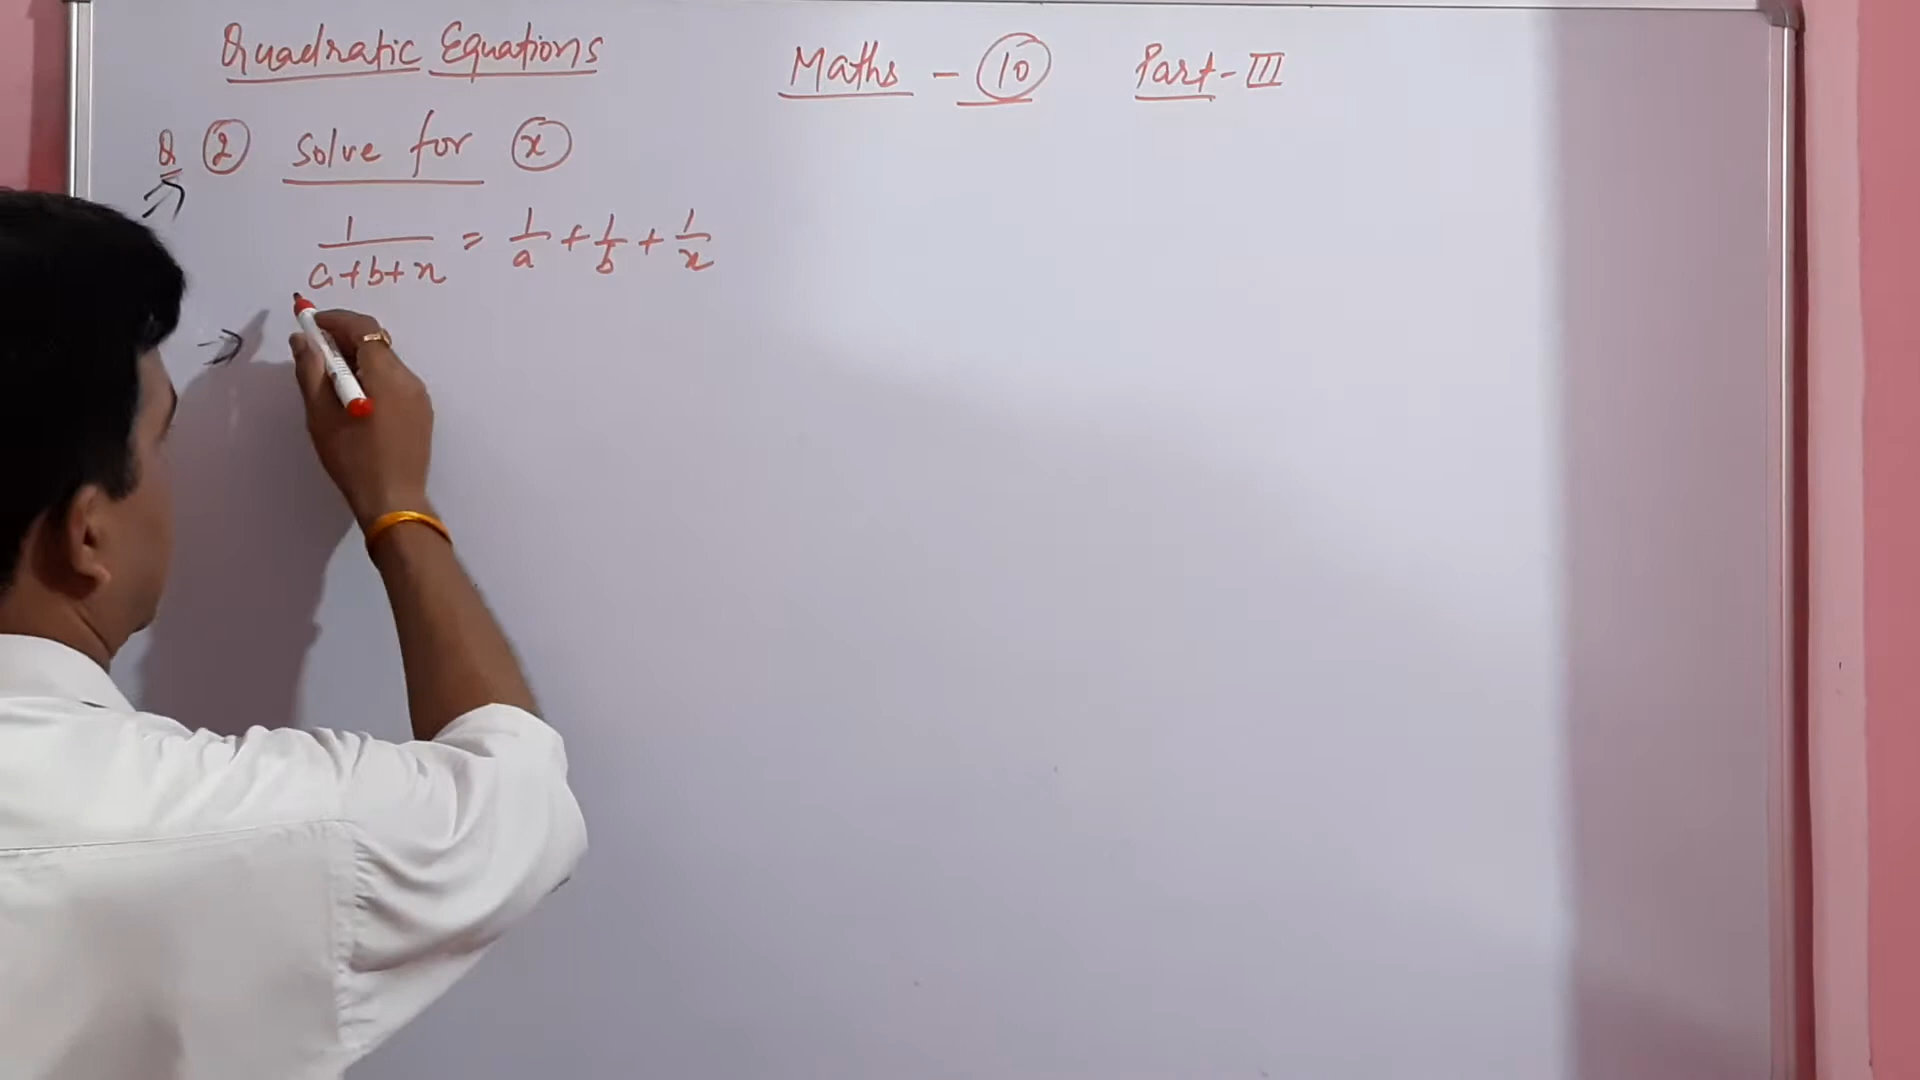 Quadratic Equations Maths - 10 Part-III
Q 2 Solve for x
1/(a+b+x) = 1/a + 1/b + 1/x